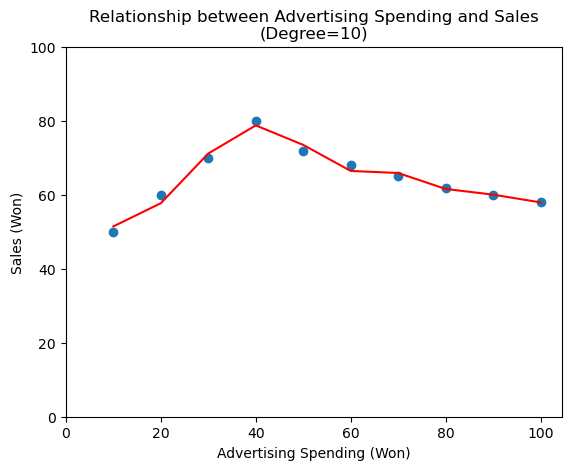 Relationship between Advertising Spending and Sales
(Degree=10)
100
80
60
40
20
0
Sales (Won)
0 20 40 60 80 100
Advertising Spending (Won)